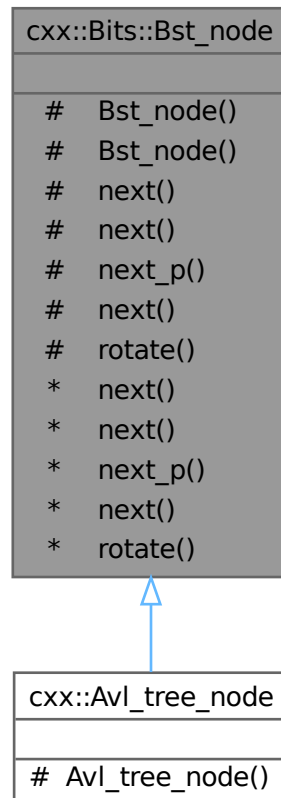 cxx::Bits::Bst_node
# Bst_node()
# Bst_node()
# next()
# next()
# next_p()
# next()
# rotate()
* next()
* next()
* next_p()
* next()
* rotate()
cxx::Avl_tree_node
# Avl_tree_node()